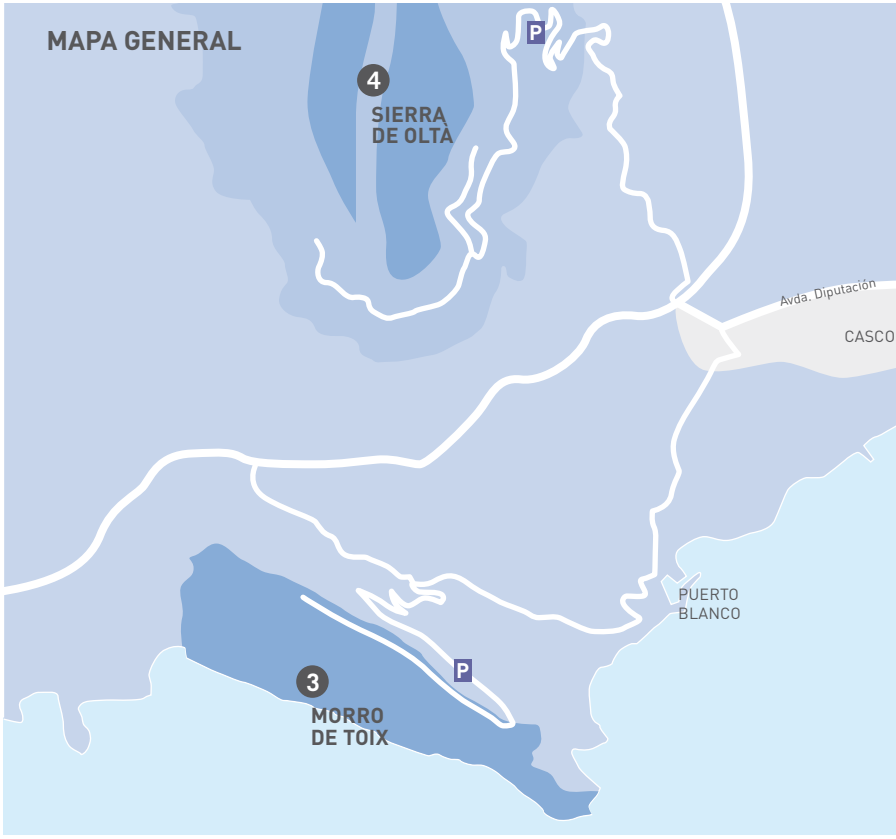 MAPA GENERAL
P
4
SIERRA
DE OLTÀ
Avda. Diputación
CASCO
PUERTO
BLANCO
P
3
MORRO
DE TOIX